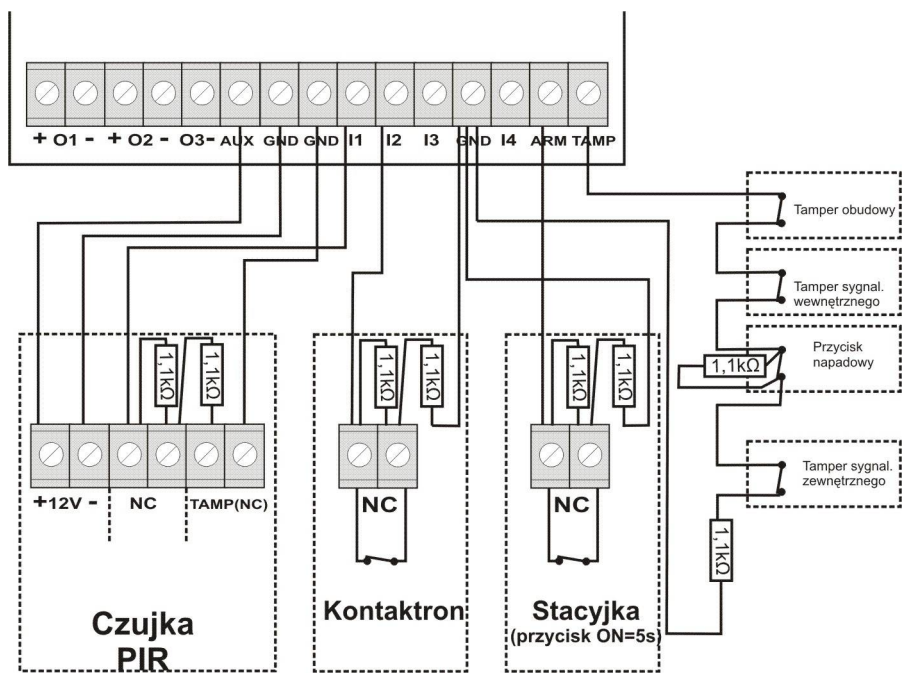 + O1 - + O2 - O3- AUX GND GND I1 I2 I3 GND I4 ARM TAMP
Tamper obudowy
Tamper sygnal.
wewnętrznego
Przycisk
napadowy
1,1kΩ
Tamper sygnal.
zewnętrznego
1,1kΩ
1,1kΩ
1,1kΩ
+12V - NC TAMP(NC)
Czujka
PIR
1,1kΩ
1,1kΩ
NC
Kontaktron
1,1kΩ
1,1kΩ
NC
Stacyjka
(przycisk ON=5s)